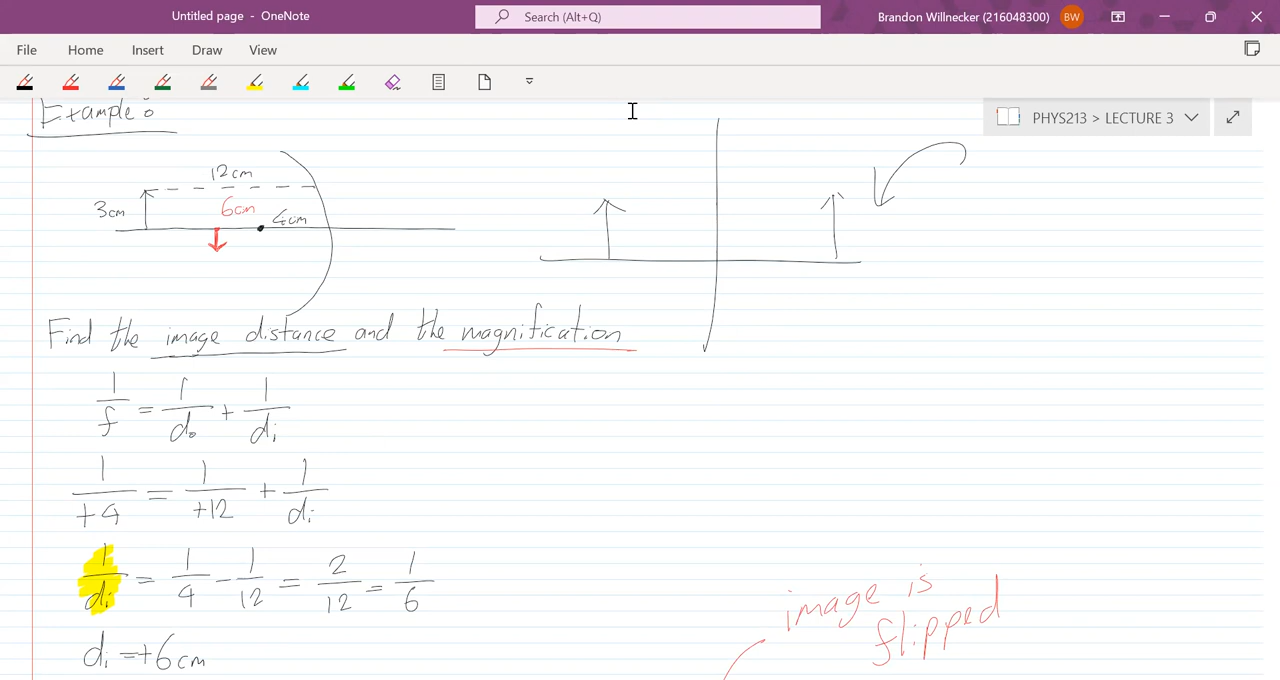 Untitled page - OneNote
Search (Alt+Q)
Brandon Willnecker (216048300)
BW
File Home Insert Draw View
PHYS213 > LECTURE 3
Example:
12cm
3cm
6cm
4cm
Find the image distance and the magnification
1/f = 1/do + 1/di
1/+4 = 1/+12 + 1/di
1/di = 1/4 - 1/12 = 2/12 = 1/6
di = +6cm
image is
flipped